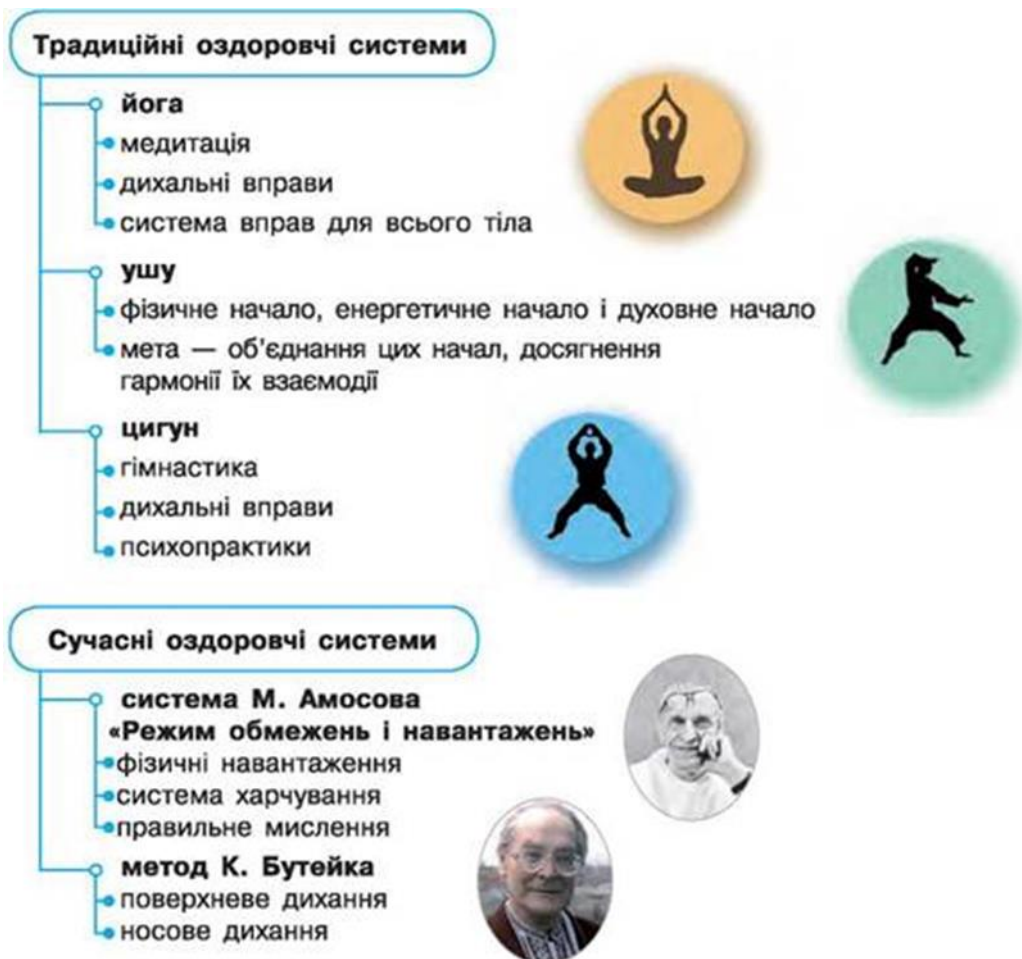 Традиційні оздоровчі системи
йога
медитація
дихальні вправи
система вправ для всього тіла
ушу
фізичне начало, енергетичне начало і духовне начало
мета — об'єднання цих начал, досягнення
гармонії їх взаємодії
цигун
гімнастика
дихальні вправи
психопрактики
Сучасні оздоровчі системи
система М. Амосова
«Режим обмежень і навантажень»
фізичні навантаження
система харчування
правильне мислення
метод К. Бутейка
поверхневе дихання
носове дихання